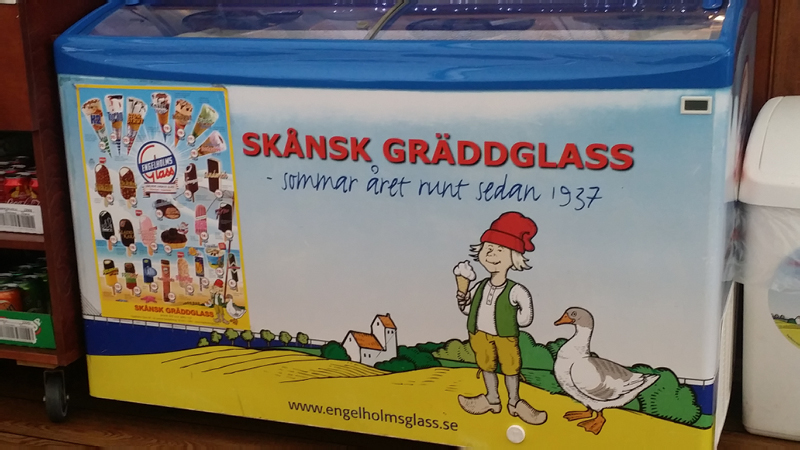 SKÅNSK GRÄDDGLASS
- sommar året runt sedan 1937
ENGELHOLMS
Glass
SKÅNSK GRÄDDGLASS
www.engelholmsglass.se